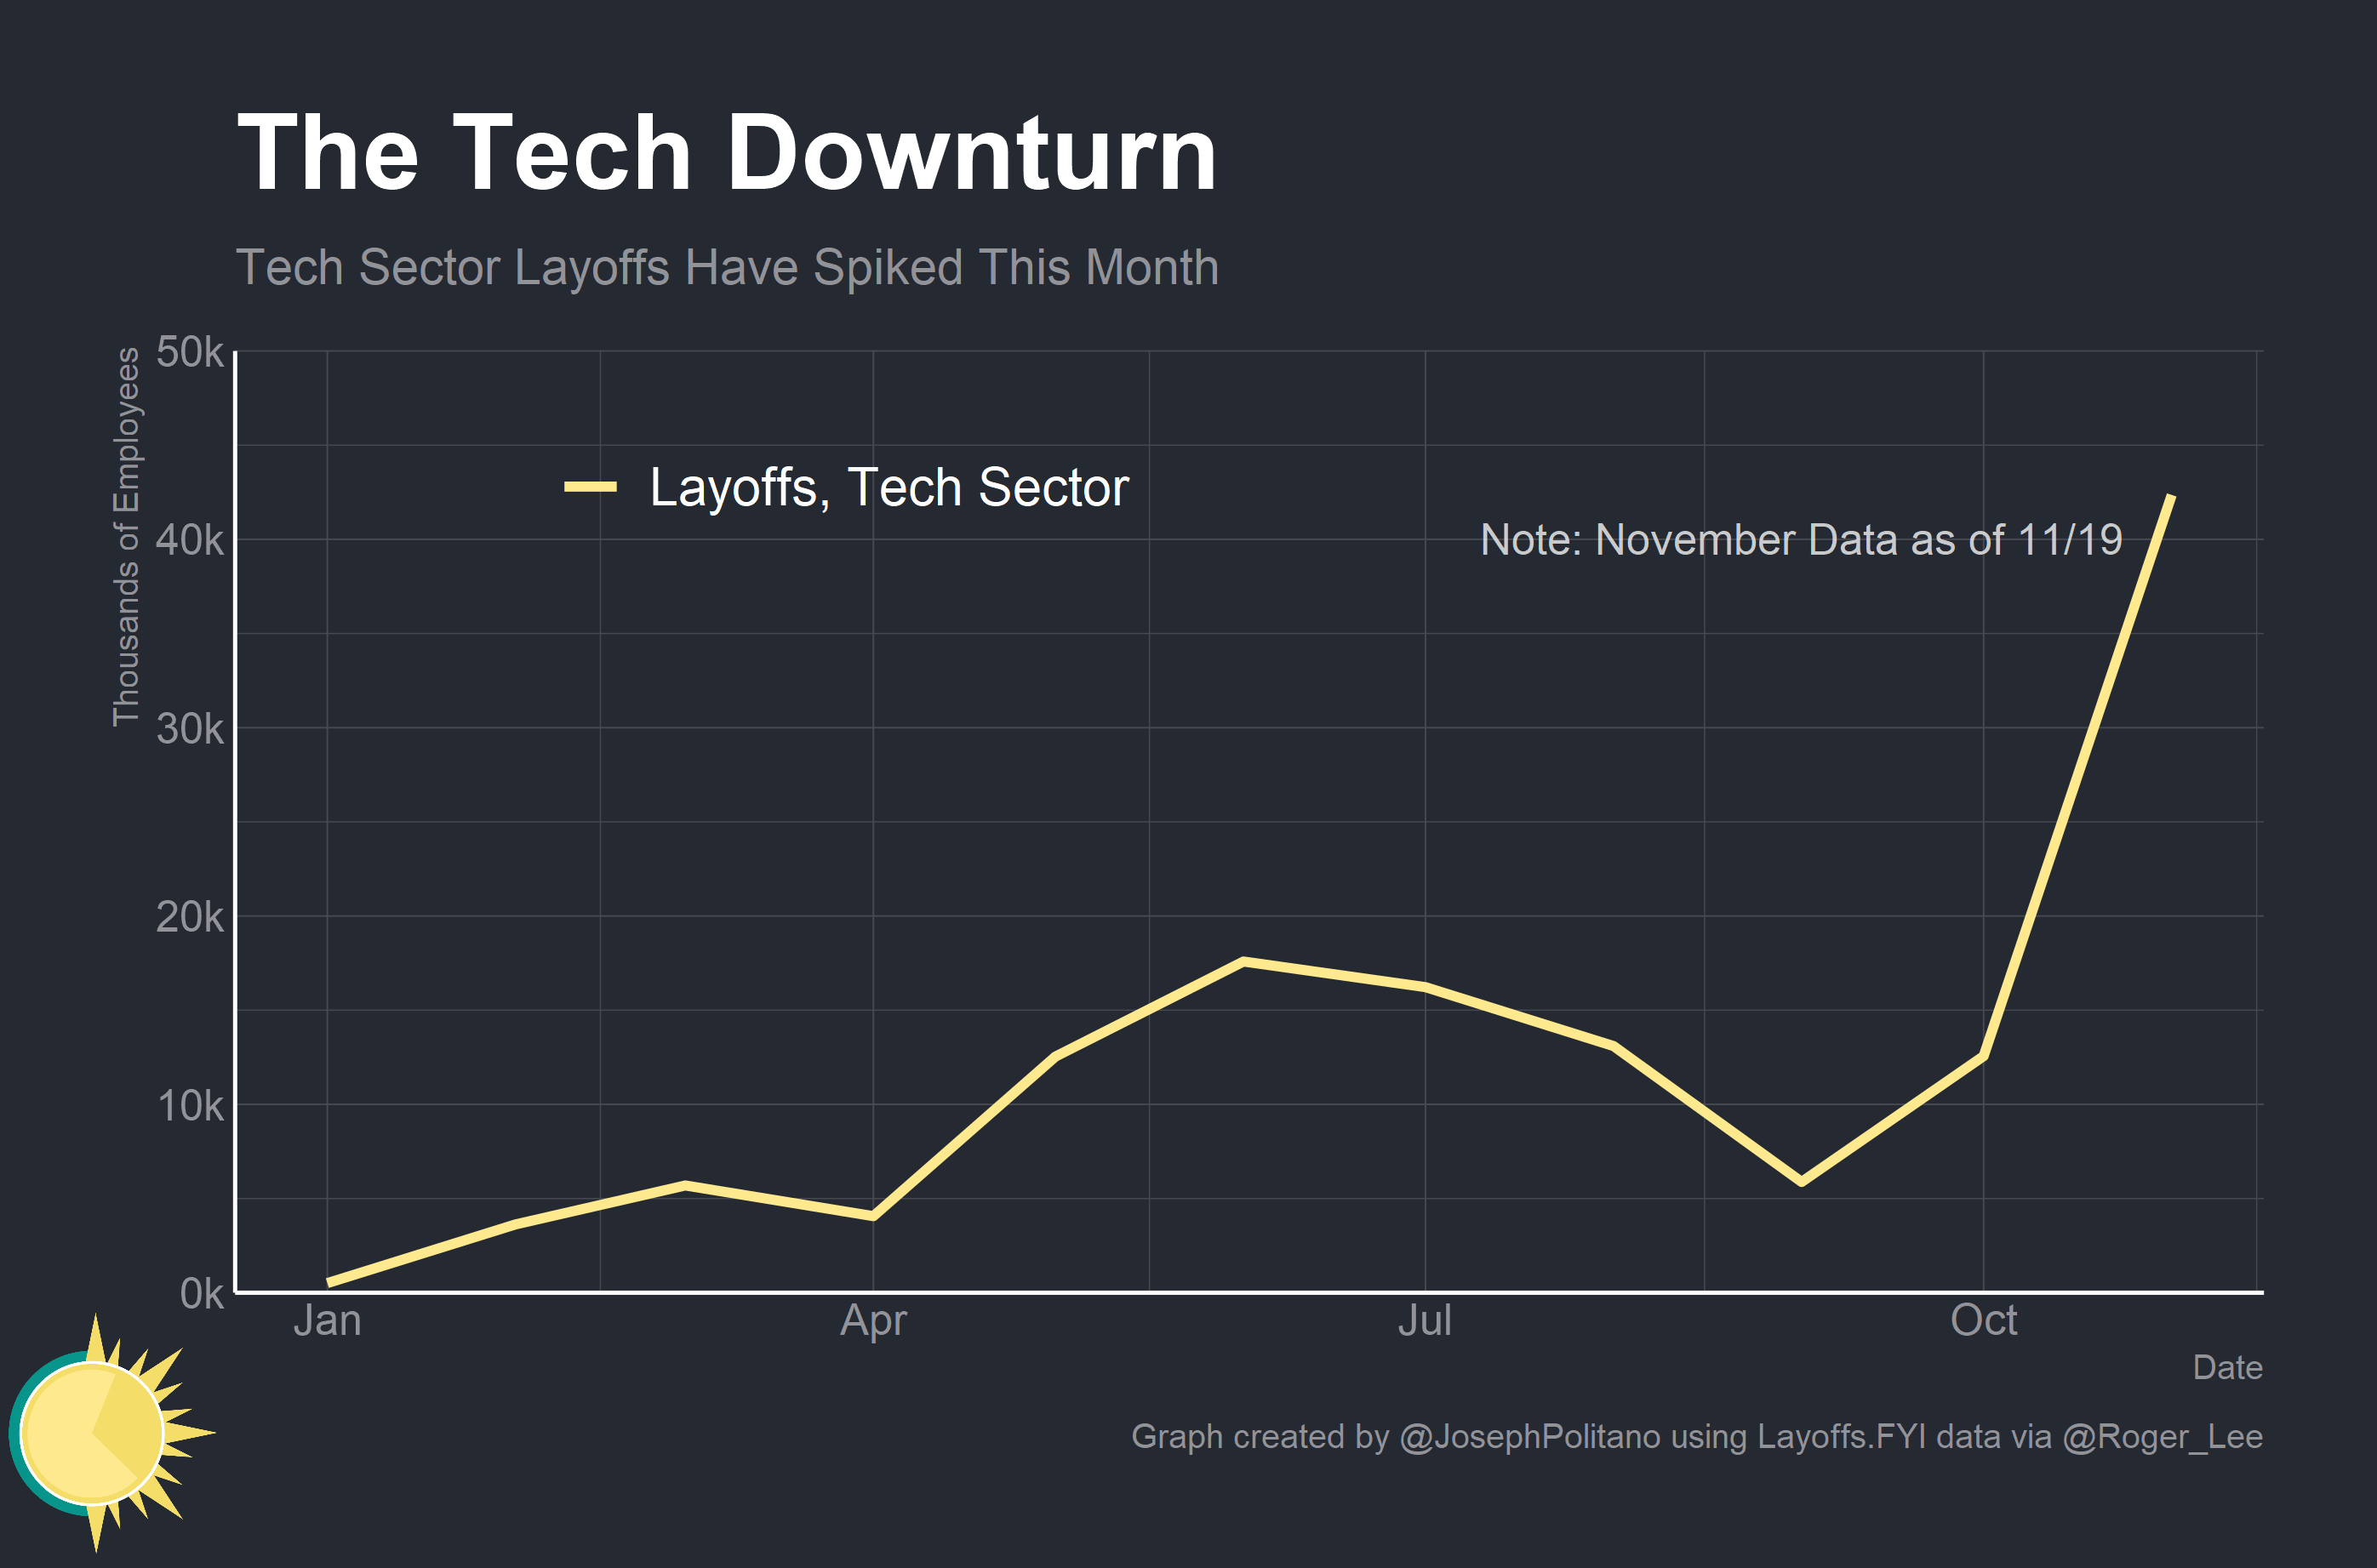 The Tech Downturn
Tech Sector Layoffs Have Spiked This Month
Thousands of Employees
50k
40k
30k
20k
10k
0k
Layoffs, Tech Sector
Note: November Data as of 11/19
Jan
Apr
Jul
Oct
Date
Graph created by @JosephPolitano using Layoffs.FYI data via @Roger_Lee